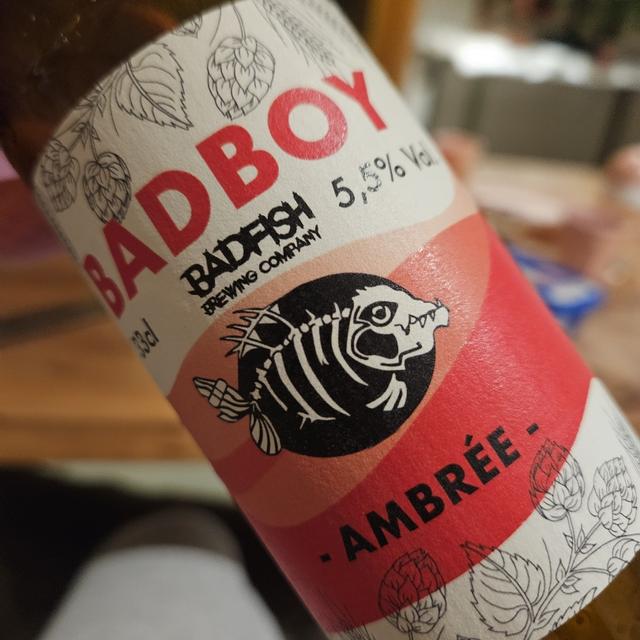 BADBOY
33cl
5,5% Vol.
BADFISH
BREWING COMPANY
- AMBRÉE -